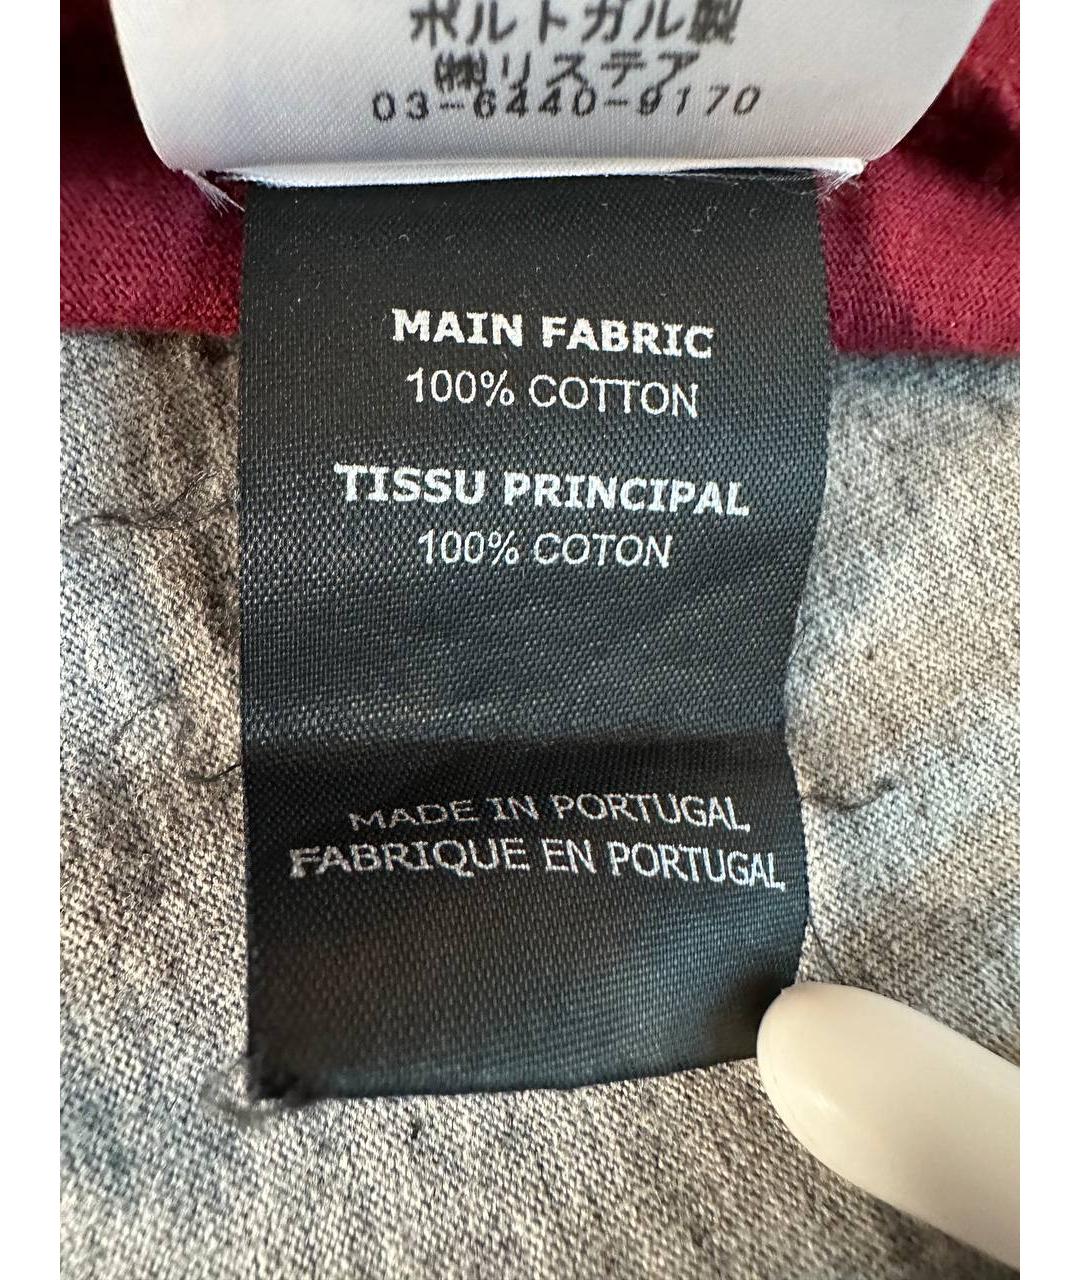 ポルトガル製
㈱リステア
03-6440-9170
MAIN FABRIC
100% COTTON
TISSU PRINCIPAL
100% COTON
MADE IN PORTUGAL
FABRIQUE EN PORTUGAL